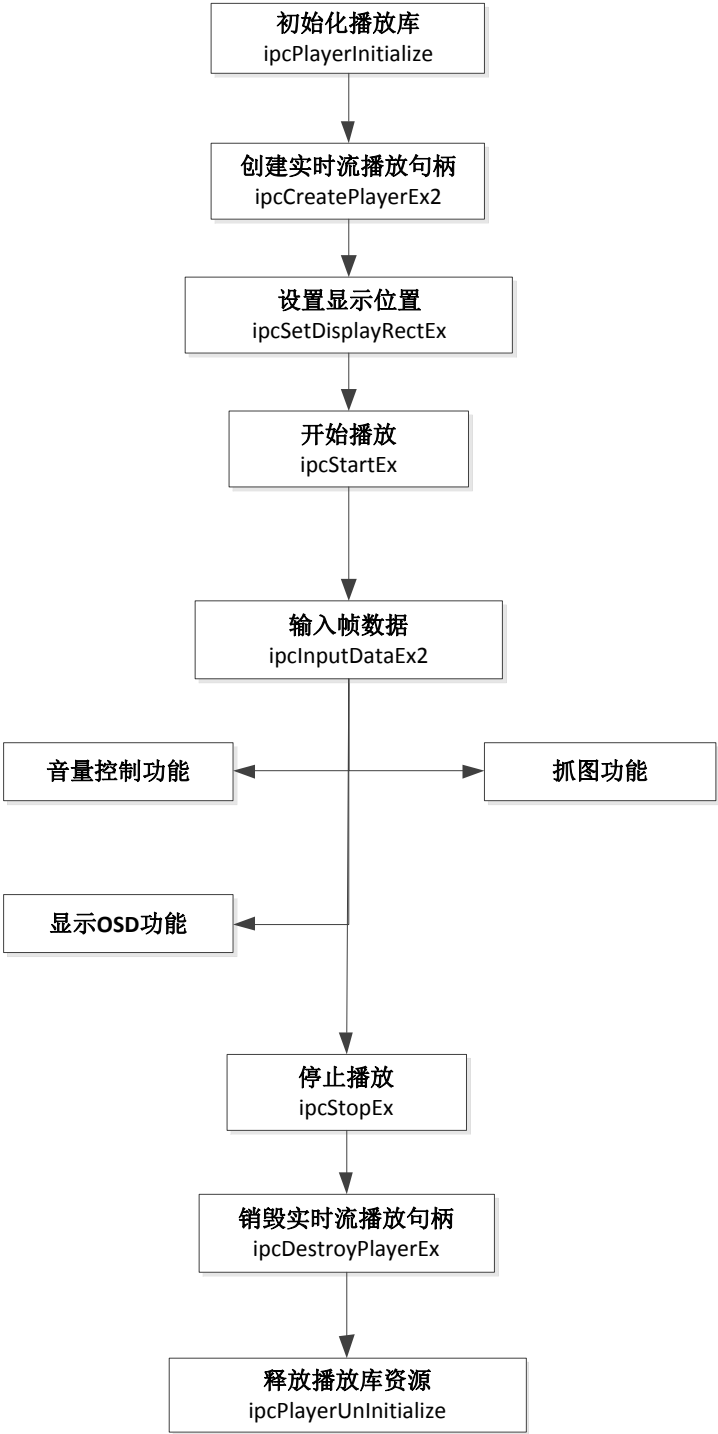 初始化播放库
ipcPlayerInitialize
创建实时流播放句柄
ipcCreatePlayerEx2
设置显示位置
ipcSetDisplayRectEx
开始播放
ipcStartEx
输入帧数据
ipcInputDataEx2
音量控制功能
抓图功能
显示OSD功能
停止播放
ipcStopEx
销毁实时流播放句柄
ipcDestroyPlayerEx
释放播放库资源
ipcPlayerUnInitialize